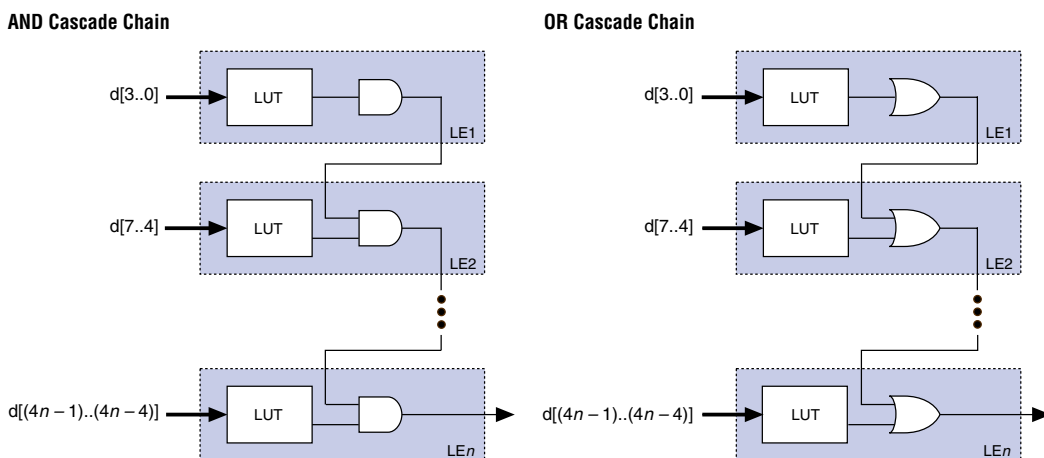 AND Cascade Chain
d[3..0]
LUT
LE1
d[7..4]
LUT
LE2
d[(4n – 1)..(4n – 4)]
LUT
LEn
OR Cascade Chain
d[3..0]
LUT
LE1
d[7..4]
LUT
LE2
d[(4n – 1)..(4n – 4)]
LUT
LEn